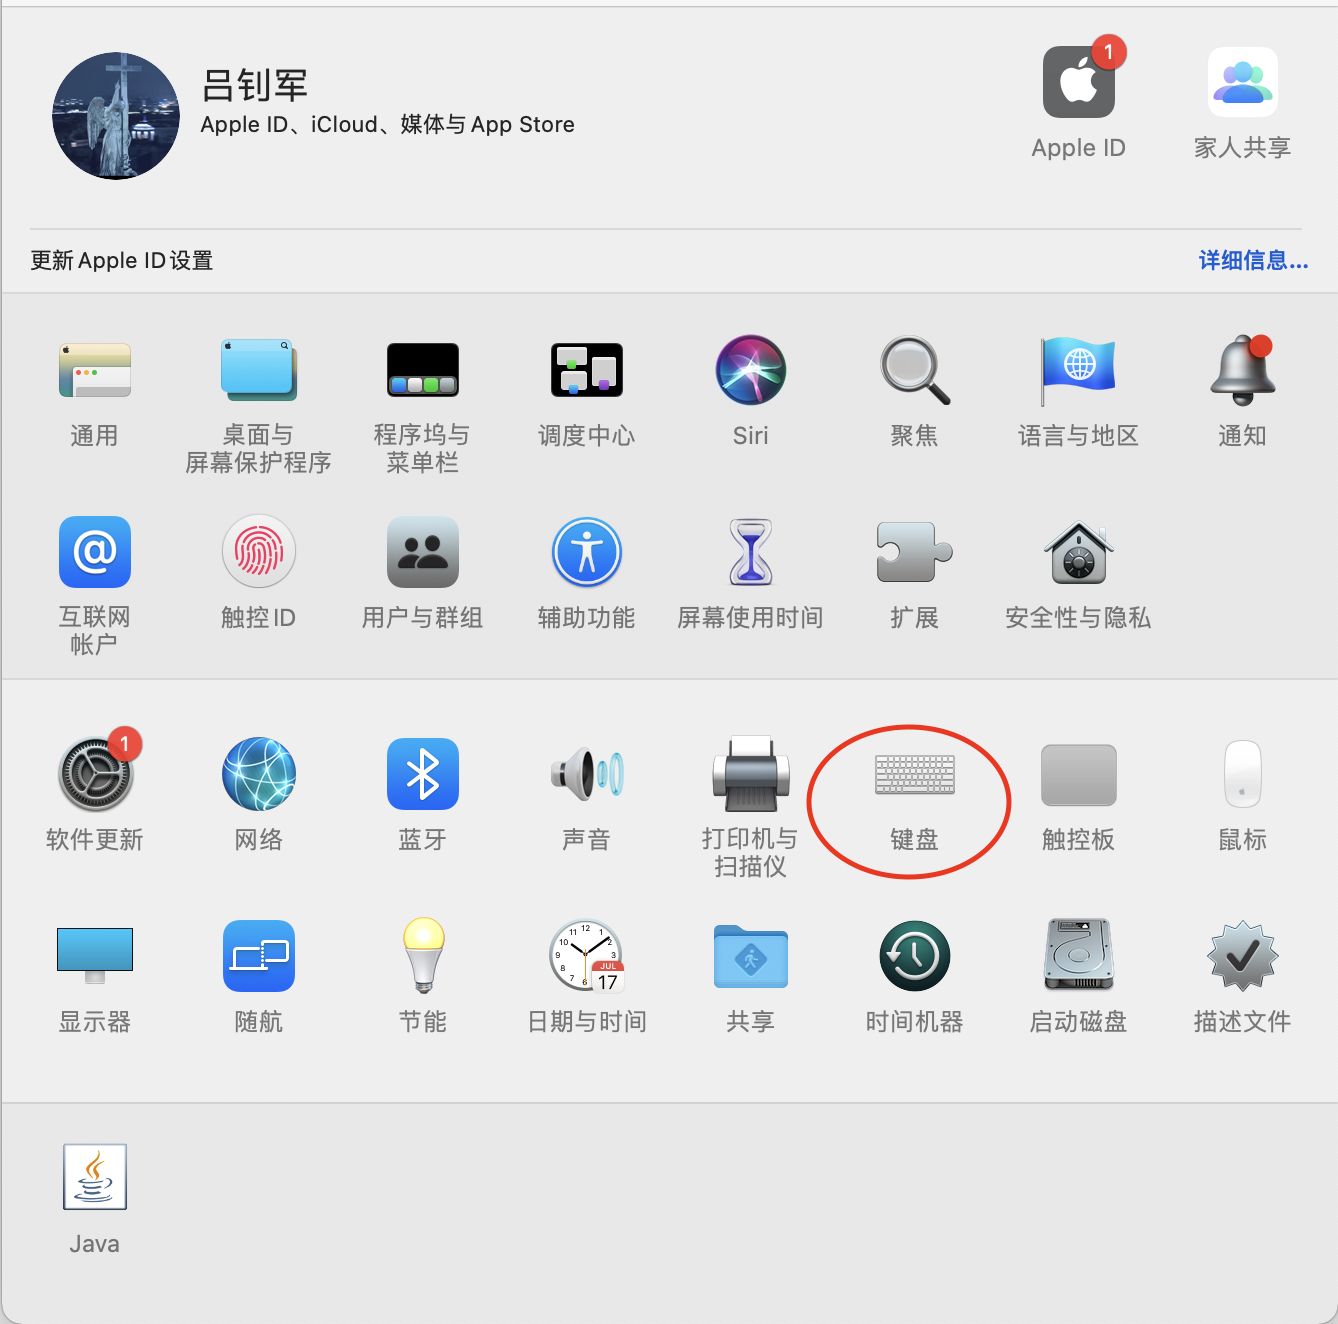 吕钊军
Apple ID、iCloud、媒体与 App Store
1
Apple ID
家人共享
更新 Apple ID 设置
详细信息...
通用
桌面与
屏幕保护程序
程序坞与
菜单栏
调度中心
Siri
聚焦
语言与地区
通知
互联网
帐户
触控 ID
用户与群组
辅助功能
屏幕使用时间
扩展
安全性与隐私
1
软件更新
网络
蓝牙
声音
打印机与
扫描仪
键盘
触控板
鼠标
显示器
随航
节能
JUL
17
日期与时间
共享
时间机器
启动磁盘
描述文件
Java